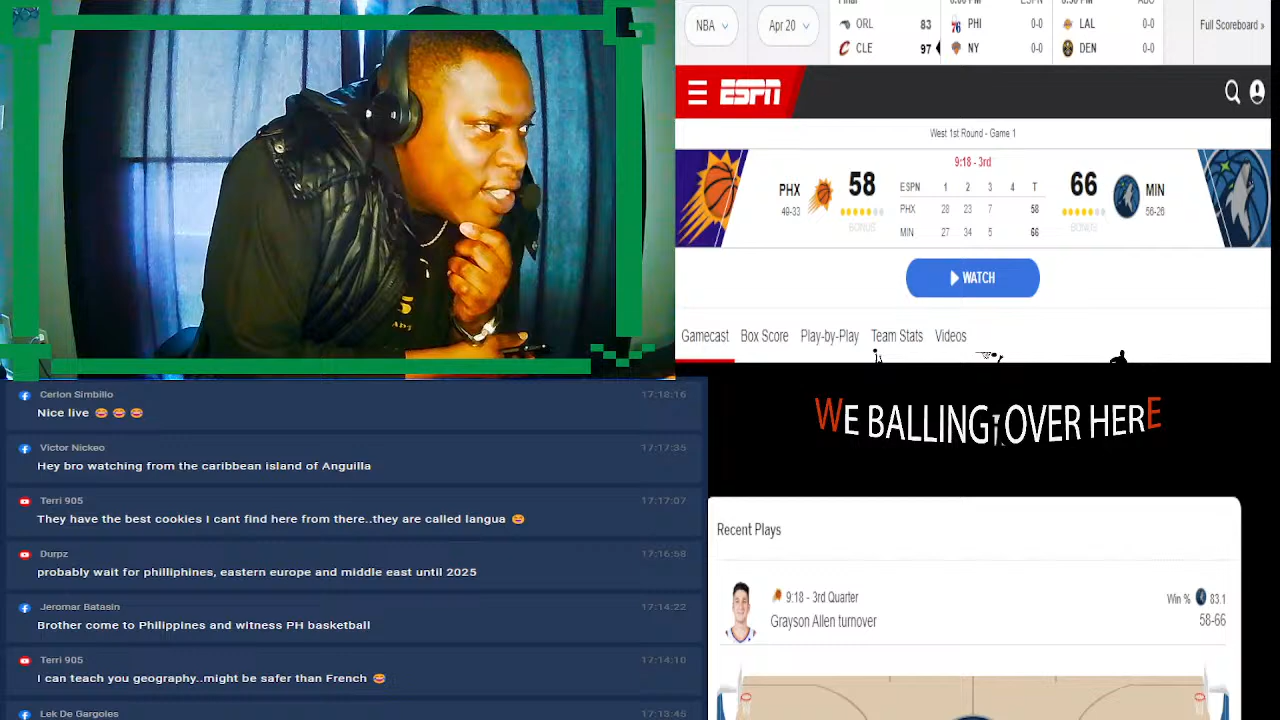 NBA
Apr 20
Final
ORL 83
CLE 97
PHI 0-0
NY 0-0
LAL 0-0
DEN 0-0
Full Scoreboard »
ESPN
West 1st Round - Game 1
9:18 - 3rd
PHX
49-33
58
BONUS
ESPN 1 2 3 4 T
PHX 28 23 7 58
MIN 27 34 5 66
66
BONUS
MIN
56-26
WATCH
Gamecast Box Score Play-by-Play Team Stats Videos
WE BALLING OVER HERE
Recent Plays
9:18 - 3rd Quarter
Grayson Allen turnover
Win % 83.1
58-66
Cerion Simbillo 17:18:16
Nice live
Victor Nickeo 17:17:35
Hey bro watching from the caribbean island of Anguilla
Terri 905 17:17:07
They have the best cookies I cant find here from there..they are called langua
Durpz 17:16:58
probably wait for philliphines, eastern europe and middle east until 2025
Jeromar Batasin 17:14:22
Brother come to Philippines and witness PH basketball
Terri 905 17:14:10
I can teach you geography..might be safer than French
Lek De Gargoles 17:13:45